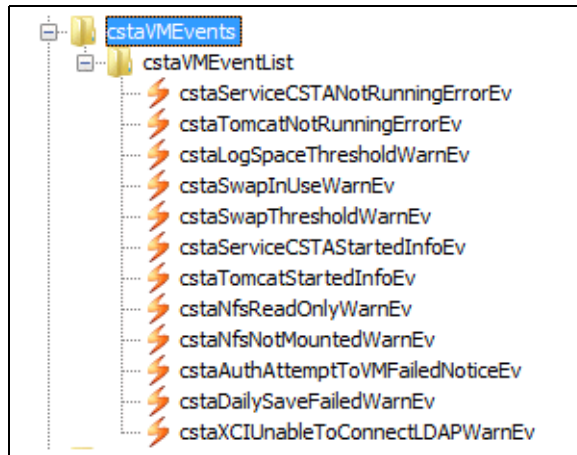 cstaVMEvents
cstaVMEventList
cstaServiceCSTANotRunningErrorEv
cstaTomcatNotRunningErrorEv
cstaLogSpaceThresholdWarnEv
cstaSwapInUseWarnEv
cstaSwapThresholdWarnEv
cstaServiceCSTAStartedInfoEv
cstaTomcatStartedInfoEv
cstaNfsReadOnlyWarnEv
cstaNfsNotMountedWarnEv
cstaAuthAttemptToVMFailedNoticeEv
cstaDailySaveFailedWarnEv
cstaXCIUnableToConnectLDAPWarnEv